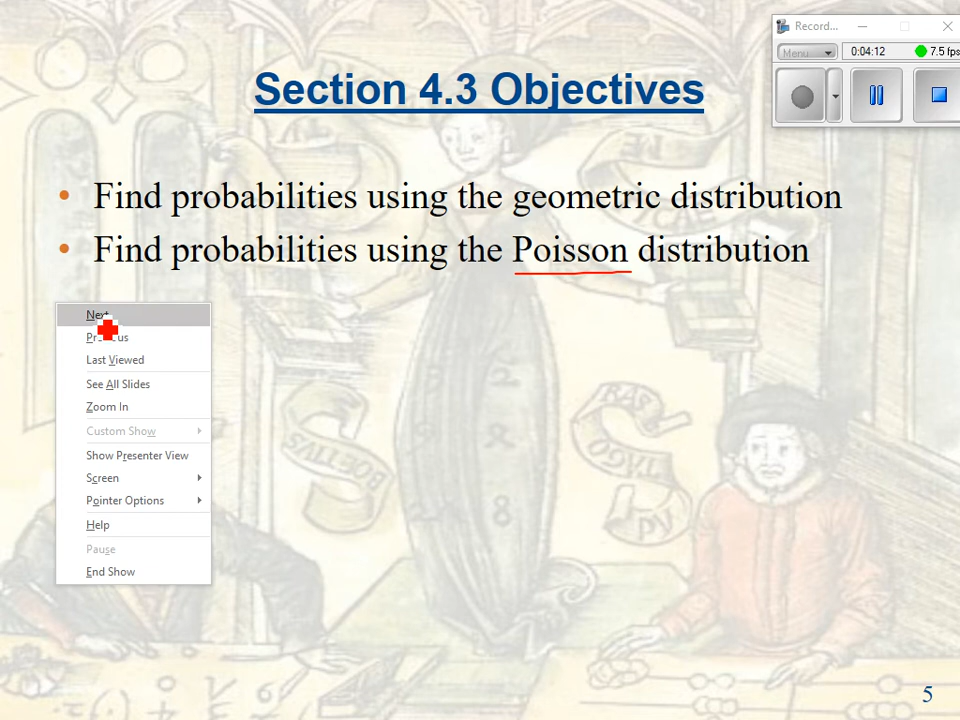 Record...
Menu
0:04:12
7.5 fps
Section 4.3 Objectives
• Find probabilities using the geometric distribution
• Find probabilities using the Poisson distribution
Next
Last Viewed
See All Slides
Zoom In
Custom Show
Show Presenter View
Screen
Pointer Options
Help
Pause
End Show
5